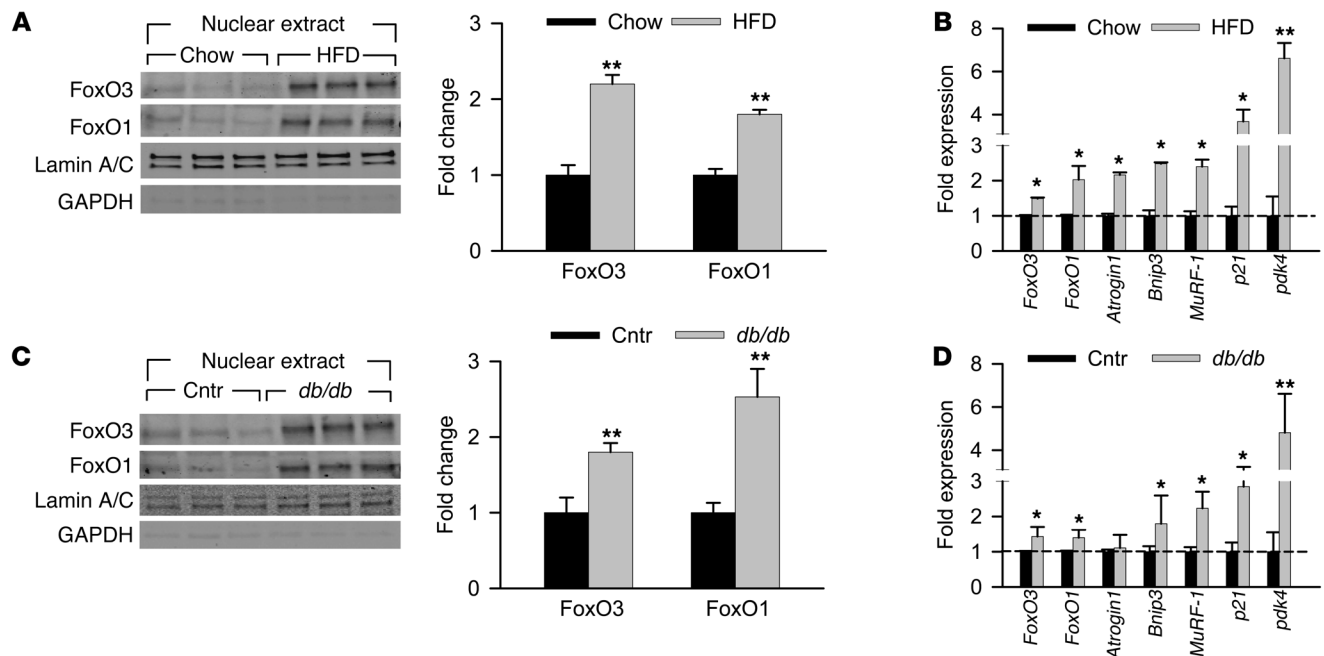 A
Nuclear extract
Chow HFD
FoxO3
FoxO1
Lamin A/C
GAPDH
Chow HFD
Fold change
3
2
1
0
FoxO3 FoxO1
** **
B
Chow HFD
Fold expression
8
6
4
3
2
1
0
* * * * * * **
FoxO3 FoxO1 Atrogin1 Bnip3 MuRF-1 p21 pdk4
C
Nuclear extract
Cntr db/db
FoxO3
FoxO1
Lamin A/C
GAPDH
Cntr db/db
Fold change
3
2
1
0
** **
FoxO3 FoxO1
D
Cntr db/db
Fold expression
8
6
4
3
2
1
0
* * * * * **
FoxO3 FoxO1 Atrogin1 Bnip3 MuRF-1 p21 pdk4